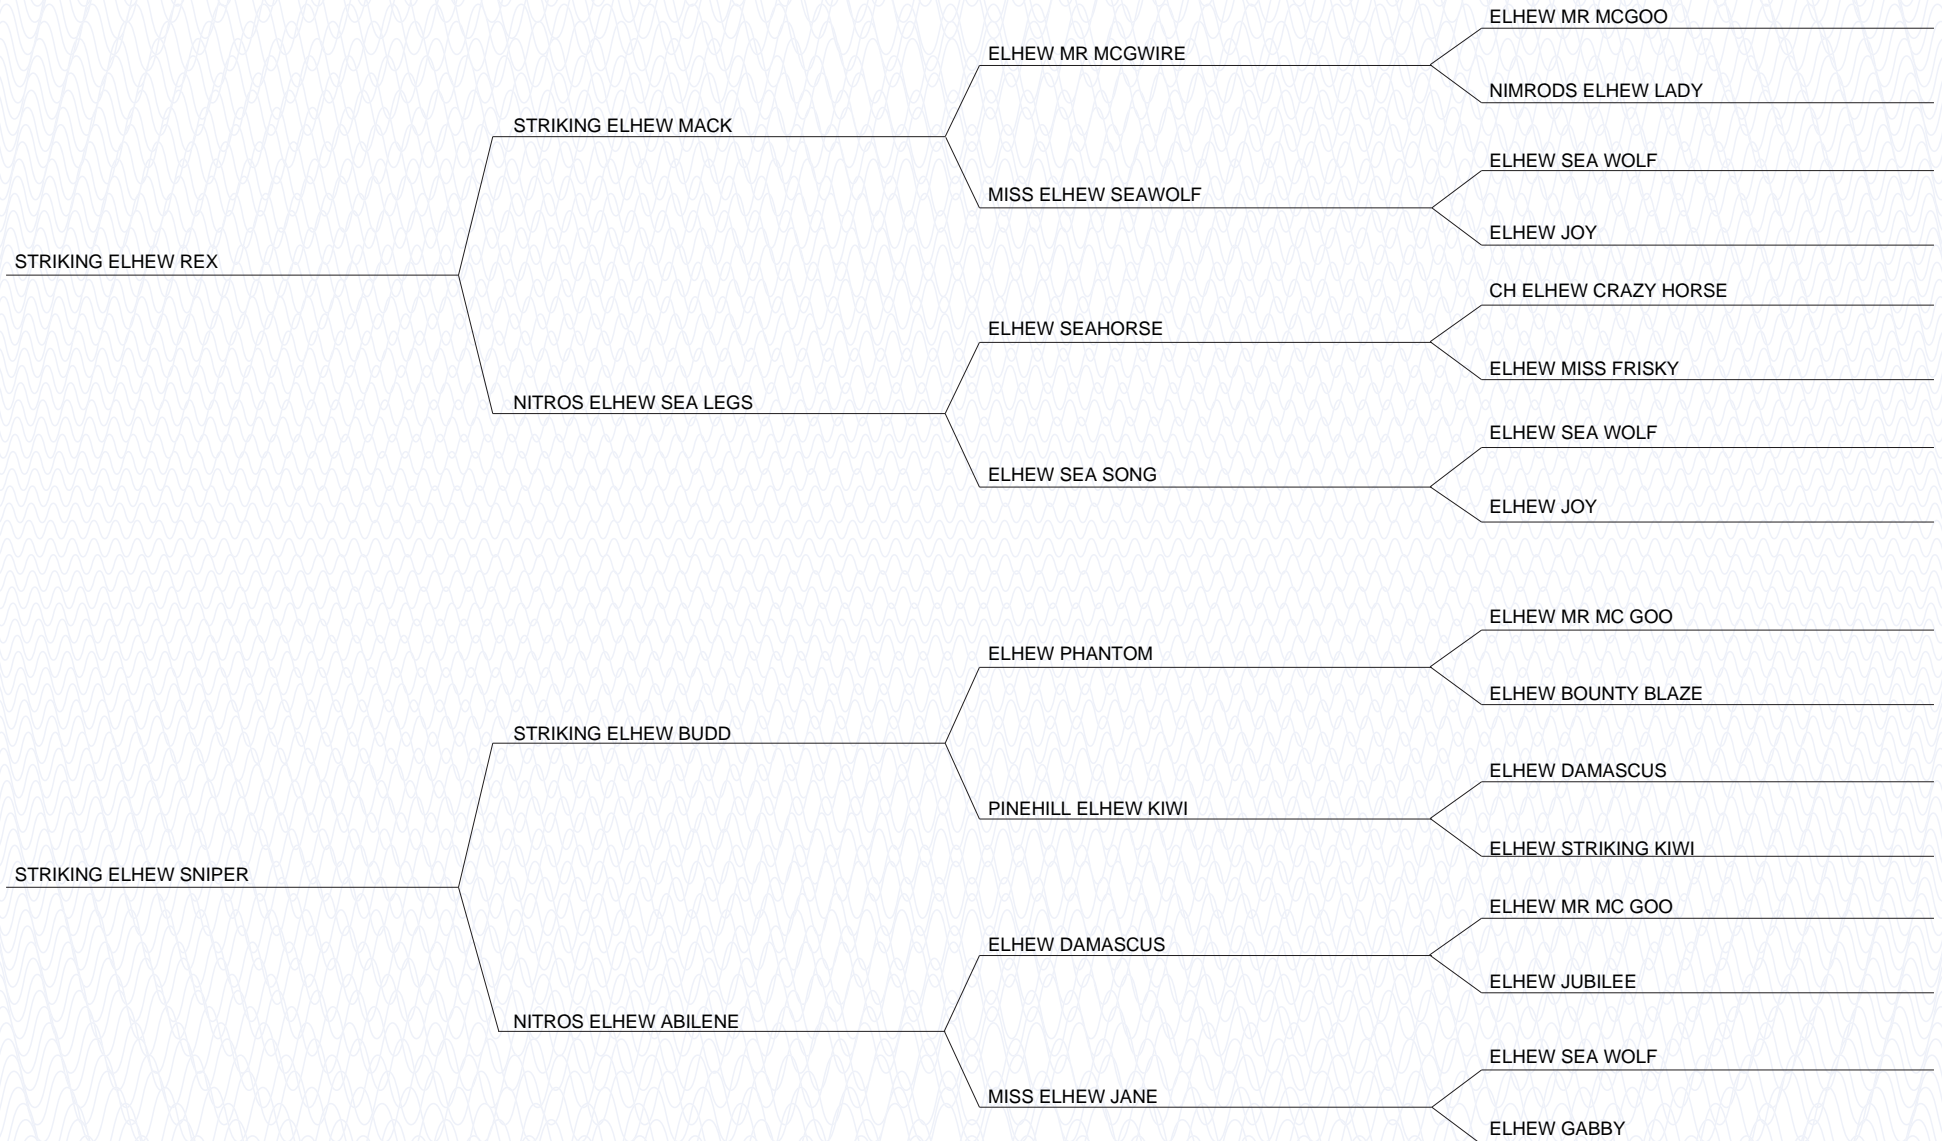 ELHEW MR MCGOO
ELHEW MR MCGWIRE
NIMRODS ELHEW LADY
STRIKING ELHEW MACK
ELHEW SEA WOLF
MISS ELHEW SEAWOLF
ELHEW JOY
STRIKING ELHEW REX
CH ELHEW CRAZY HORSE
ELHEW SEAHORSE
ELHEW MISS FRISKY
NITROS ELHEW SEA LEGS
ELHEW SEA WOLF
ELHEW SEA SONG
ELHEW JOY
ELHEW MR MC GOO
ELHEW PHANTOM
ELHEW BOUNTY BLAZE
STRIKING ELHEW BUDD
ELHEW DAMASCUS
PINEHILL ELHEW KIWI
ELHEW STRIKING KIWI
STRIKING ELHEW SNIPER
ELHEW MR MC GOO
ELHEW DAMASCUS
ELHEW JUBILEE
NITROS ELHEW ABILENE
ELHEW SEA WOLF
MISS ELHEW JANE
ELHEW GABBY